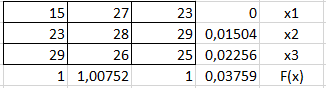 15 27 23 0 x1
23 28 29 0,01504 x2
29 26 25 0,02256 x3
1 1,00752 1 0,03759 F(x)